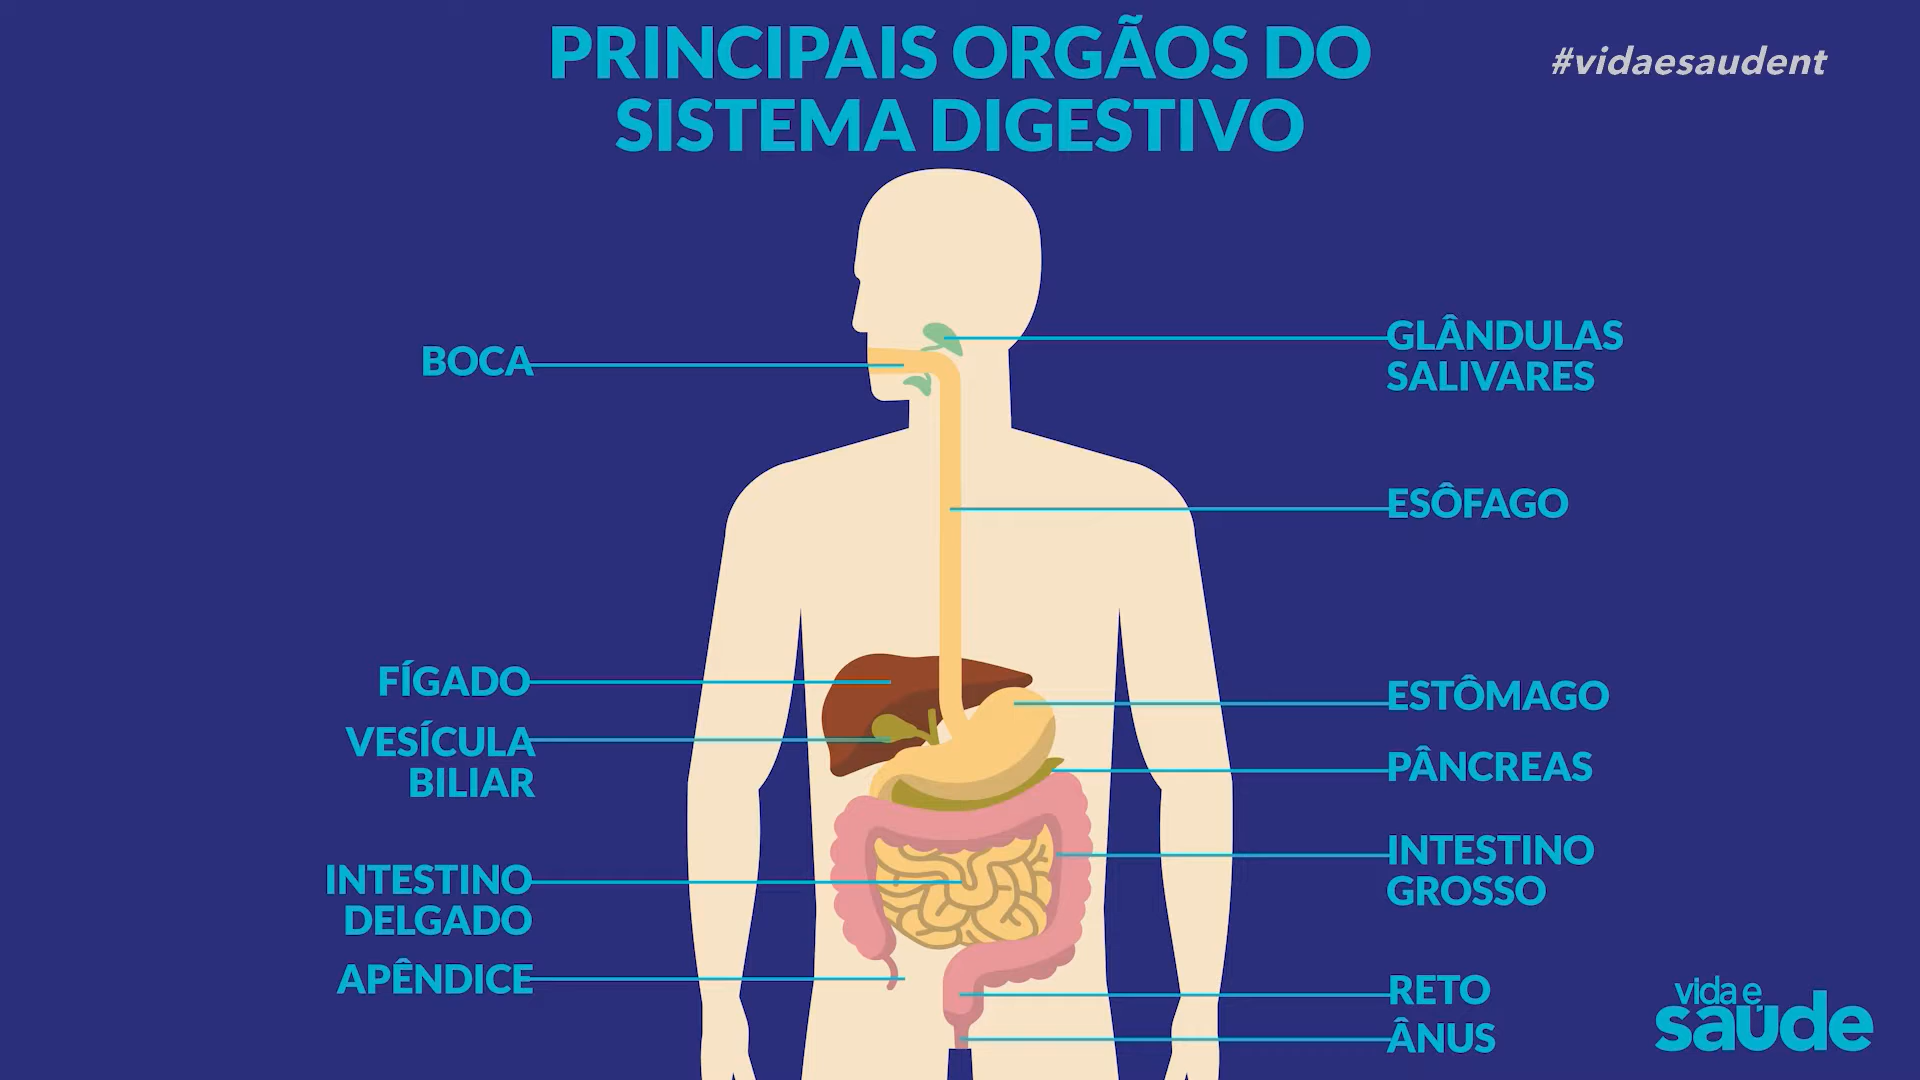 PRINCIPAIS ORGÃOS DO
SISTEMA DIGESTIVO
#vidaesaudent
BOCA
FÍGADO
VESÍCULA
BILIAR
INTESTINO
DELGADO
APÊNDICE
GLÂNDULAS
SALIVARES
ESÔFAGO
ESTÔMAGO
PÂNCREAS
INTESTINO
GROSSO
RETO
ÂNUS
vida e
saúde